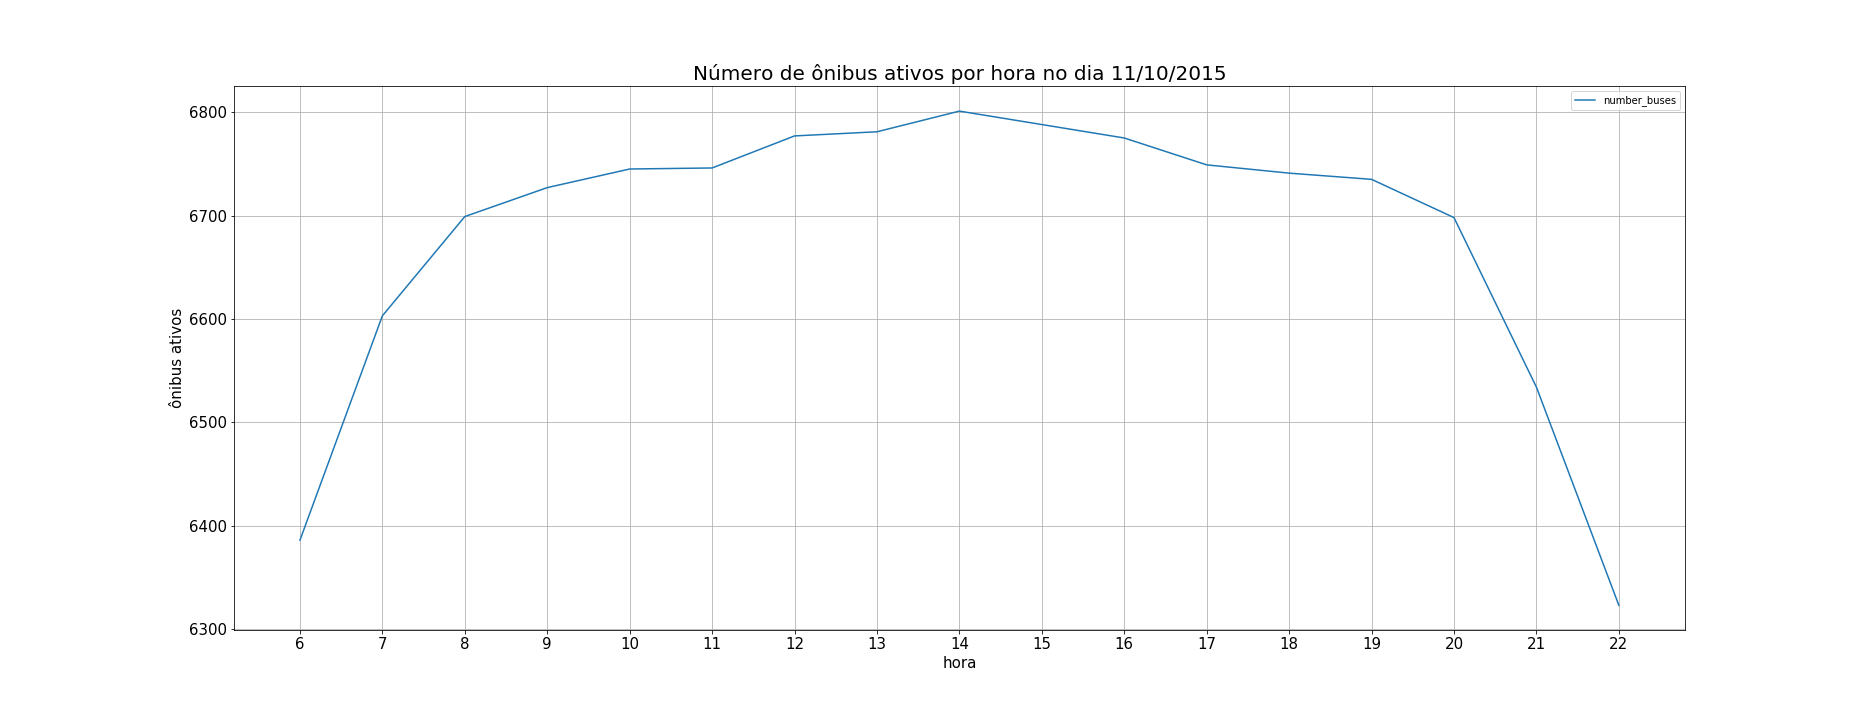 Número de ônibus ativos por hora no dia 11/10/2015
number_buses
6800
6700
6600
6500
6400
6300
ônibus ativos
6 7 8 9 10 11 12 13 14 15 16 17 18 19 20 21 22
hora